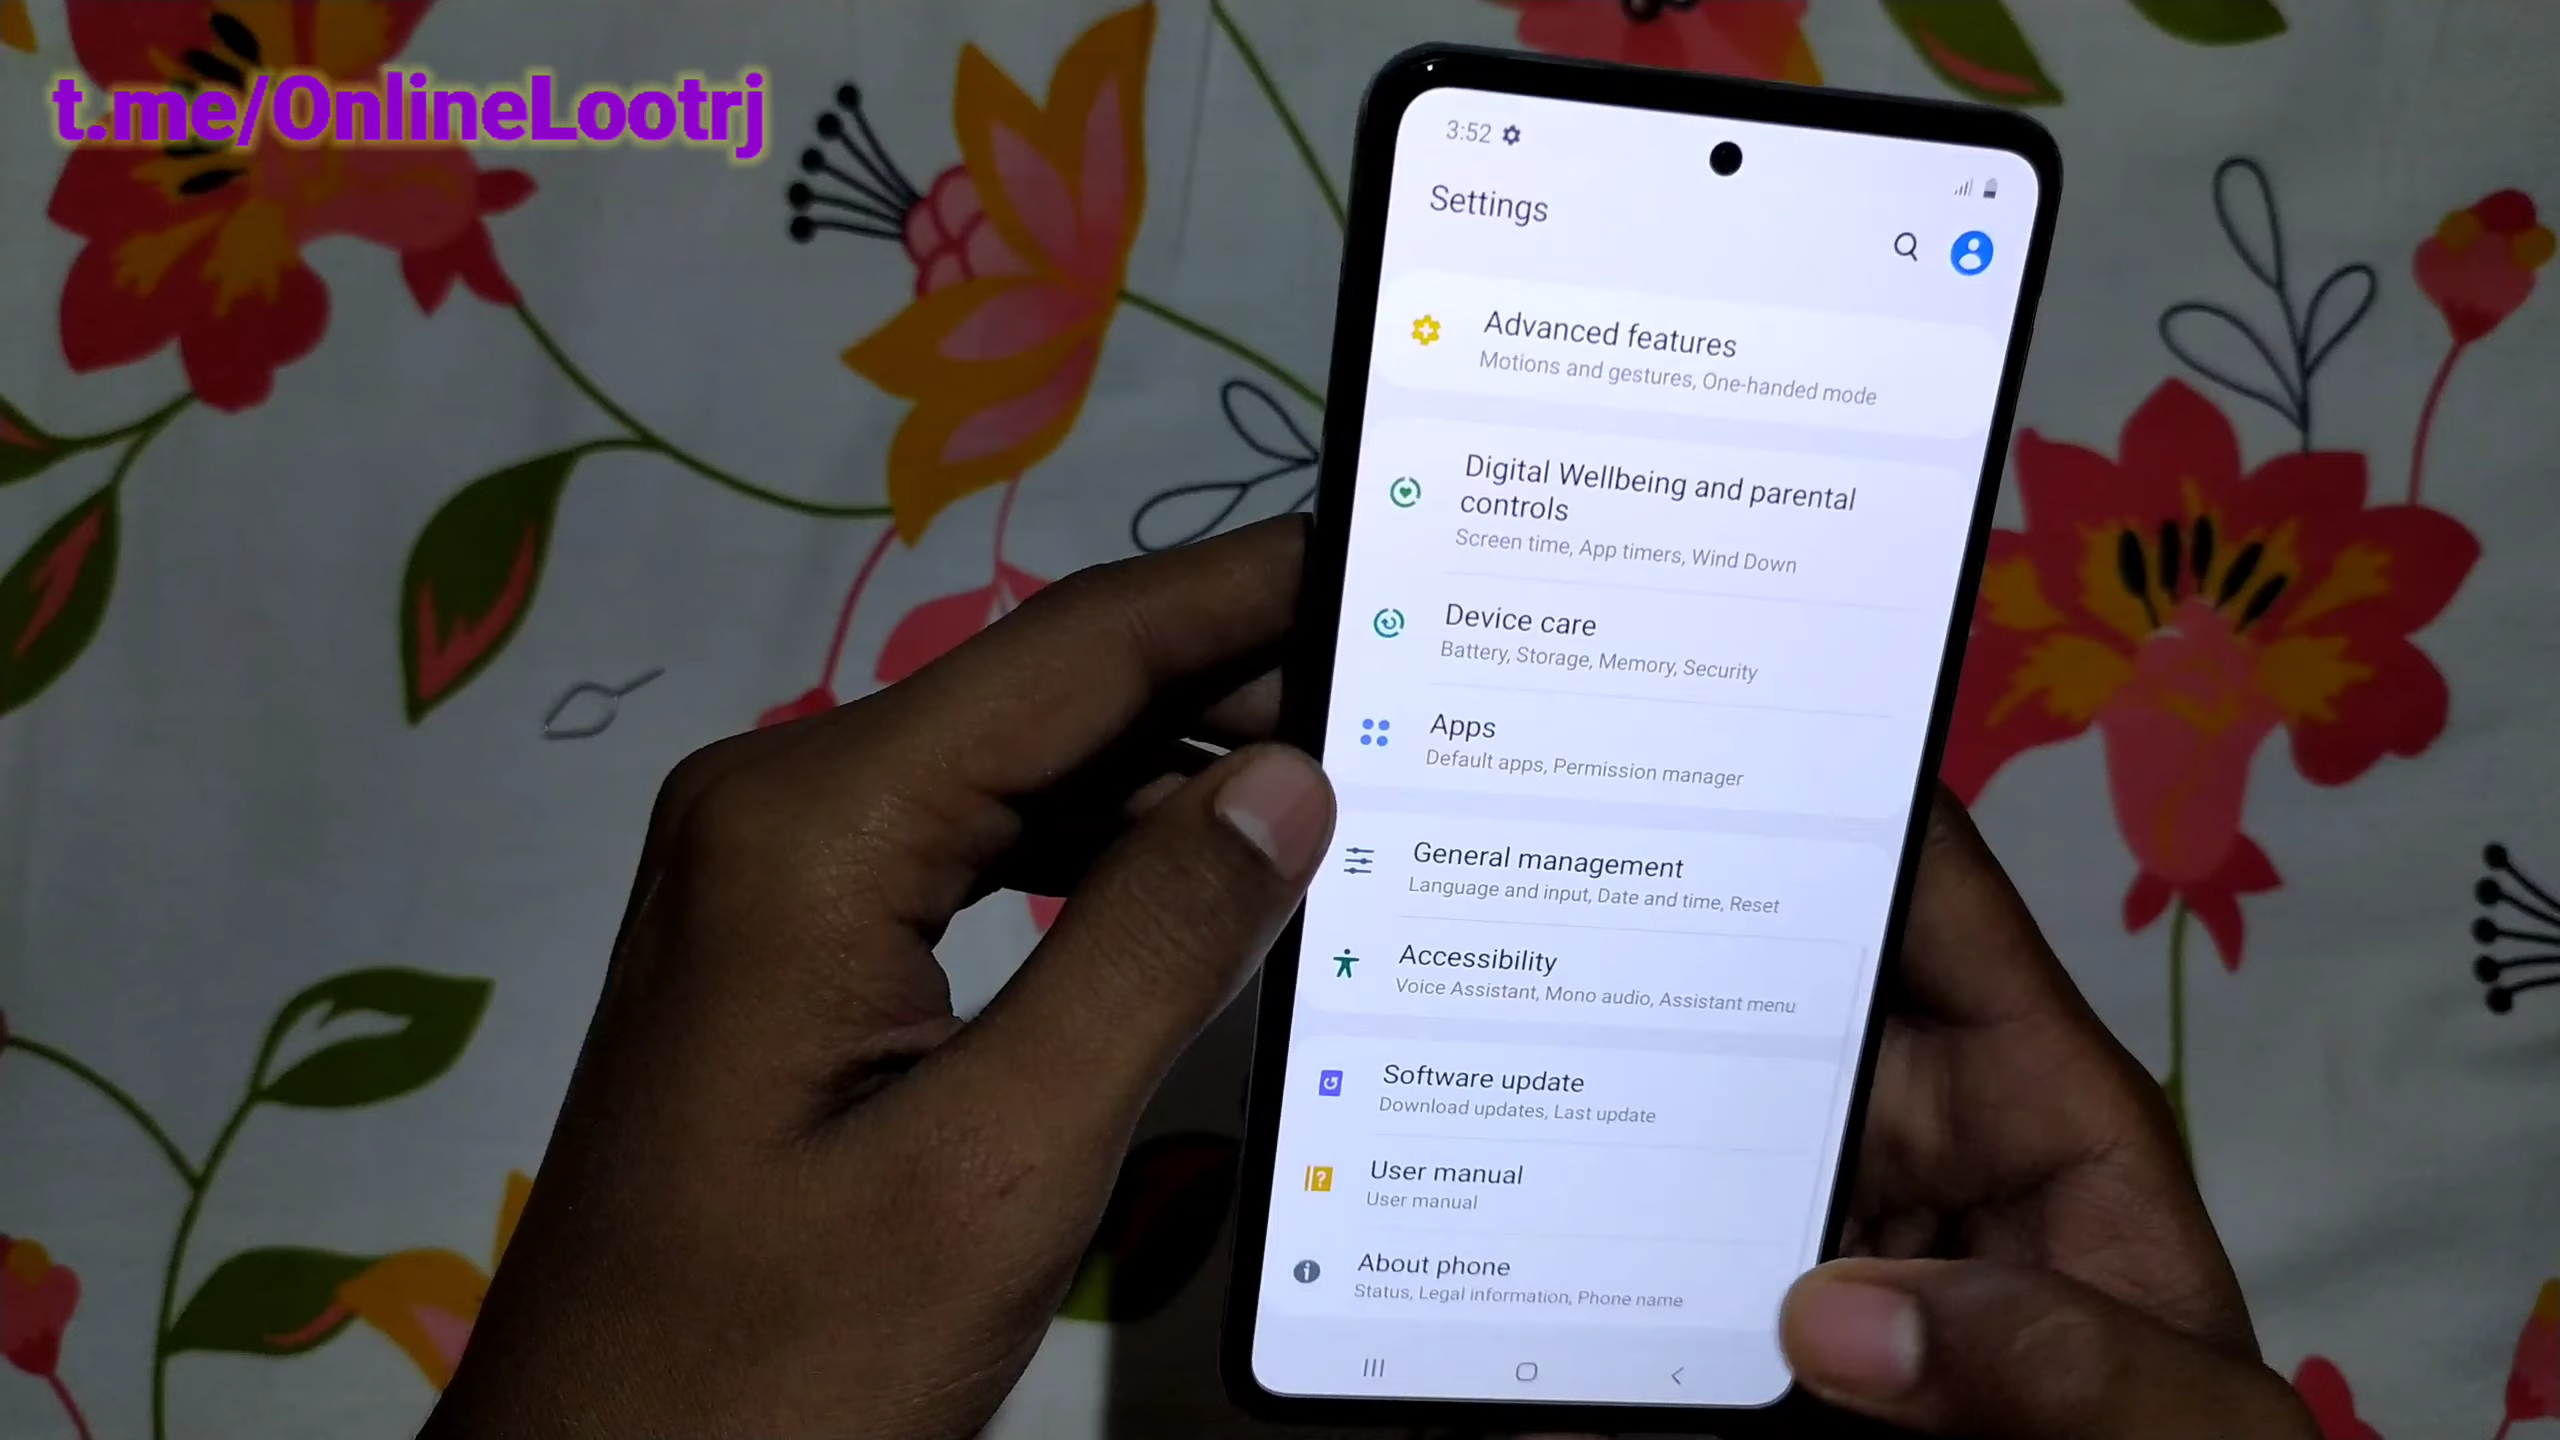 t.me/OnlineLootrj
3:52
Settings
Advanced features
Motions and gestures, One-handed mode
Digital Wellbeing and parental
controls
Screen time, App timers, Wind Down
Device care
Battery, Storage, Memory, Security
Apps
Default apps, Permission manager
General management
Language and input, Date and time, Reset
Accessibility
Voice Assistant, Mono audio, Assistant menu
Software update
Download updates, Last update
User manual
User manual
About phone
Status, Legal information, Phone name